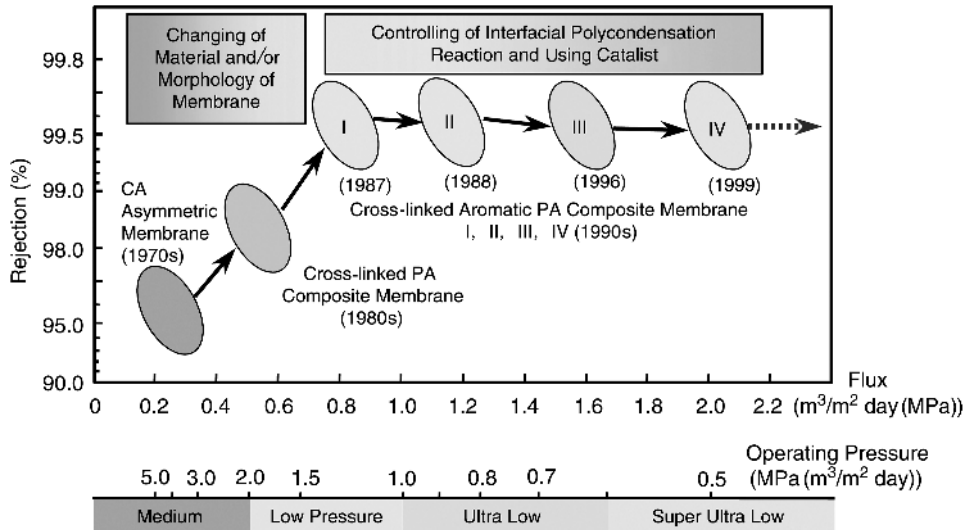 Changing of
Material and/or
Morphology of
Membrane
Controlling of Interfacial Polycondensation
Reaction and Using Catalist
Rejection (%)
99.8
99.5
99.0
98.0
95.0
90.0
I
II
III
IV
(1987)
(1988)
(1996)
(1999)
Cross-linked Aromatic PA Composite Membrane
I, II, III, IV (1990s)
CA
Asymmetric
Membrane
(1970s)
Cross-linked PA
Composite Membrane
(1980s)
0 0.2 0.4 0.6 0.8 1.0 1.2 1.4 1.6 1.8 2.0 2.2
Flux
(m³/m² day(MPa))
Operating Pressure
(MPa (m³/m² day))
5.0 3.0 2.0 1.5 1.0 0.8 0.7 0.5
Medium Low Pressure Ultra Low Super Ultra Low